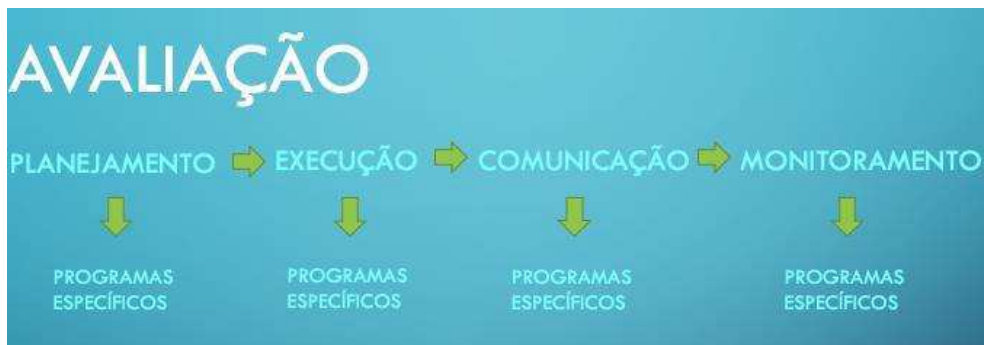 AVALIAÇÃO
PLANEJAMENTO EXECUÇÃO COMUNICAÇÃO MONITORAMENTO
PROGRAMAS ESPECÍFICOS
PROGRAMAS ESPECÍFICOS
PROGRAMAS ESPECÍFICOS
PROGRAMAS ESPECÍFICOS